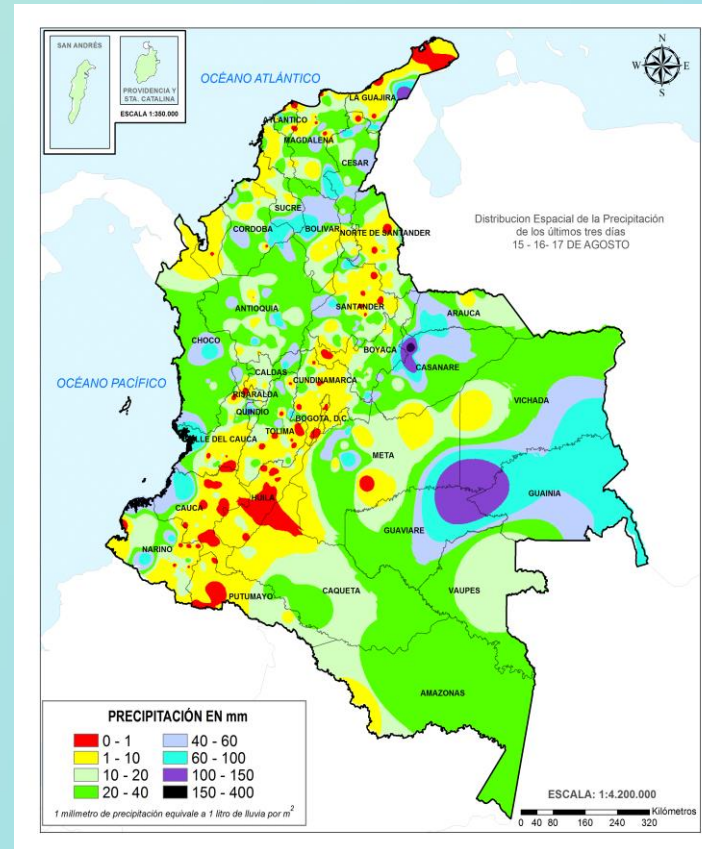 SAN ANDRÉS
PROVIDENCIA Y
STA. CATALINA
ESCALA 1:350.000
OCÉANO ATLÁNTICO
N
W
E
S
LA GUAJIRA
ATLANTICO
MAGDALENA
CESAR
SUCRE
CORDOBA
BOLIVAR
NORTE DE SANTANDER
Distribucion Espacial de la Precipitación
de los últimos tres días
15 - 16- 17 DE AGOSTO
SANTANDER
ANTIOQUIA
ARAUCA
CHOCO
BOYACA
CASANARE
CALDAS
OCÉANO PACÍFICO
CUNDINAMARCA
RISARALDA
VICHADA
QUINDIO
BOGOTA, D.C.
TOLIMA
VALLE DEL CAUCA
META
GUAINIA
HUILA
CAUCA
GUAVIARE
NARIÑO
CAQUETA
VAUPES
PUTUMAYO
AMAZONAS
PRECIPITACIÓN EN mm
0 - 1
40 - 60
1 - 10
60 - 100
10 - 20
100 - 150
20 - 40
150 - 400
1 milimetro de precipitación equivale a 1 litro de lluvia por m2
ESCALA: 1:4.200.000
Kilómetros
0 40 80 160 240 320